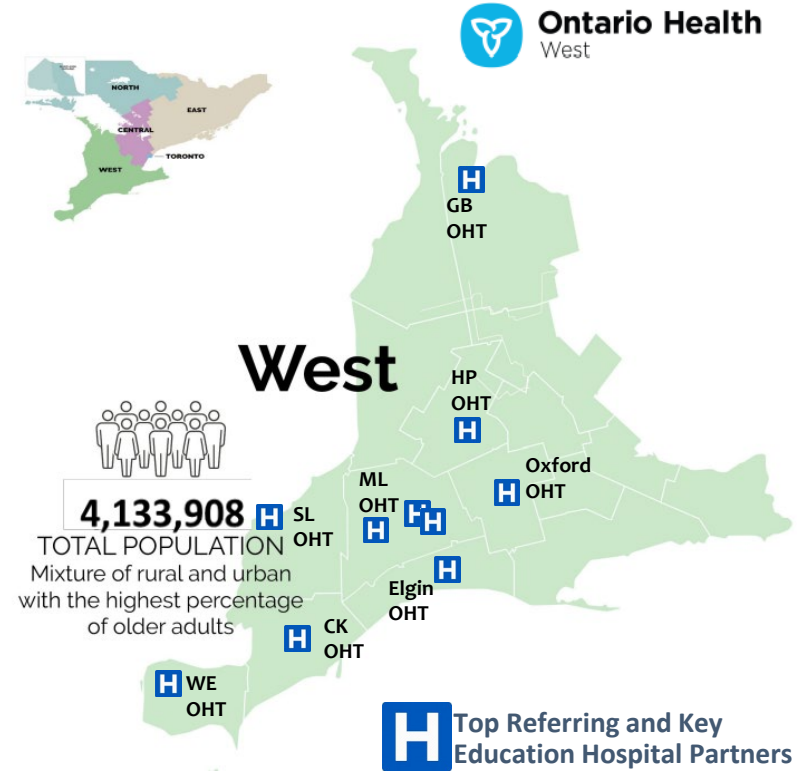 Ontario Health
West
NORTH
EAST
CENTRAL
TORONTO
WEST
H
GB
OHT
West
HP
OHT
H
Oxford
H OHT
ML
OHT
H
H
H
4,133,908
TOTAL POPULATION
Mixture of rural and urban
with the highest percentage
of older adults
H SL
OHT
H
Elgin
OHT
H CK
OHT
H WE
OHT
H Top Referring and Key
Education Hospital Partners